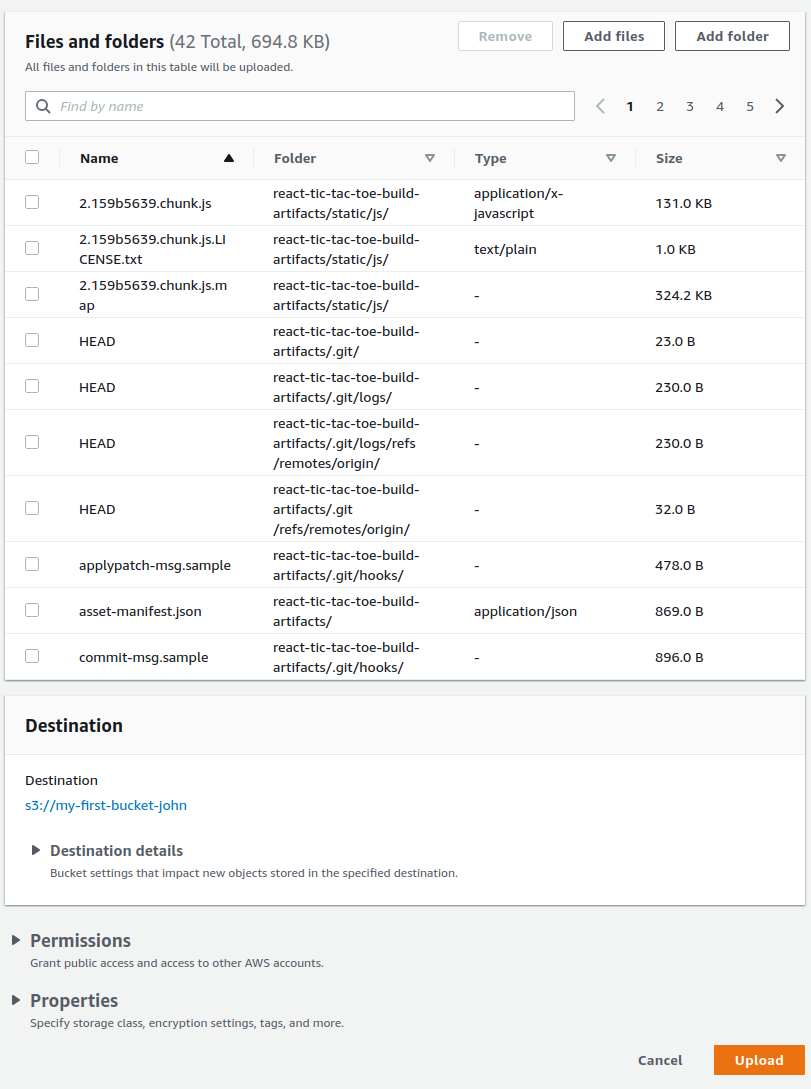 Files and folders (42 Total, 694.8 KB)
Remove
Add files
Add folder
All files and folders in this table will be uploaded.
Find by name
1 2 3 4 5
Name Folder Type Size
2.159b5639.chunk.js
react-tic-tac-toe-build-
artifacts/static/js/
application/x-
javascript
131.0 KB
2.159b5639.chunk.js.LI
CENSE.txt
react-tic-tac-toe-build-
artifacts/static/js/
text/plain
1.0 KB
2.159b5639.chunk.js.m
ap
react-tic-tac-toe-build-
artifacts/static/js/
-
324.2 KB
HEAD
react-tic-tac-toe-build-
artifacts/.git/
-
23.0 B
HEAD
react-tic-tac-toe-build-
artifacts/.git/logs/
-
230.0 B
HEAD
react-tic-tac-toe-build-
artifacts/.git/logs/refs
/remotes/origin/
-
230.0 B
HEAD
react-tic-tac-toe-build-
artifacts/.git
/refs/remotes/origin/
-
32.0 B
applypatch-msg.sample
react-tic-tac-toe-build-
artifacts/.git/hooks/
-
478.0 B
asset-manifest.json
react-tic-tac-toe-build-
artifacts/
application/json
869.0 B
commit-msg.sample
react-tic-tac-toe-build-
artifacts/.git/hooks/
-
896.0 B
Destination
Destination
s3://my-first-bucket-john
Destination details
Bucket settings that impact new objects stored in the specified destination.
Permissions
Grant public access and access to other AWS accounts.
Properties
Specify storage class, encryption settings, tags, and more.
Cancel
Upload